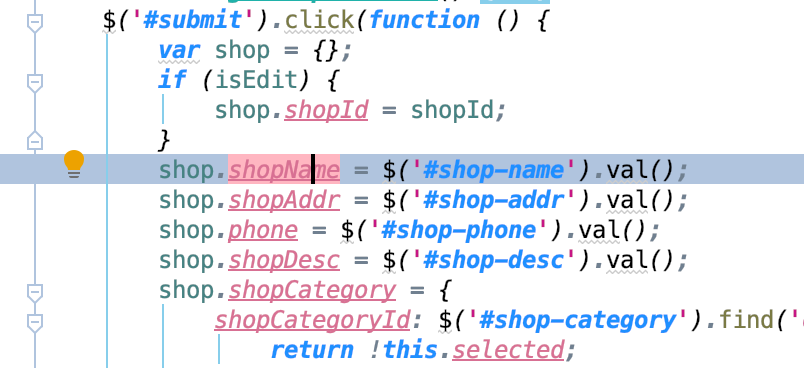 $('#submit').click(function () {
var shop = {};
if (isEdit) {
shop.shopId = shopId;
}
shop.shopName = $('#shop-name').val();
shop.shopAddr = $('#shop-addr').val();
shop.phone = $('#shop-phone').val();
shop.shopDesc = $('#shop-desc').val();
shop.shopCategory = {
shopCategoryId: $('#shop-category').find('
return !this.selected;